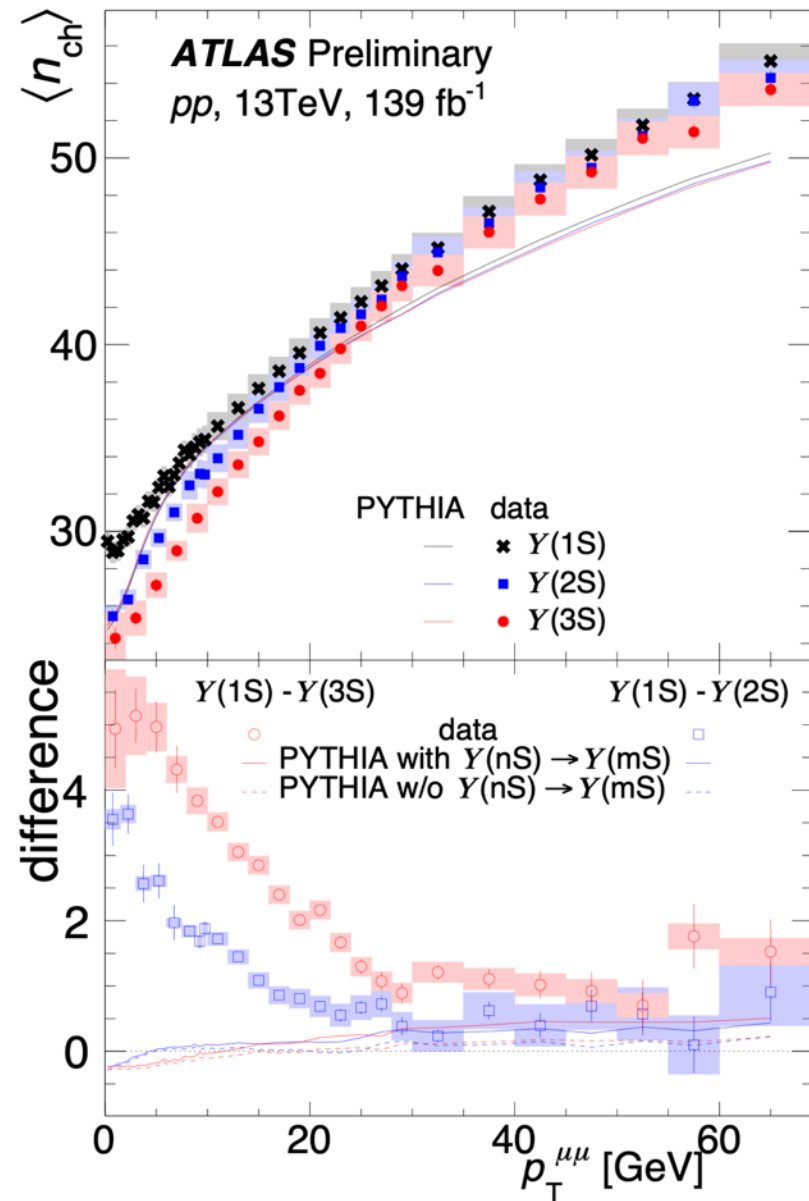 ATLAS Preliminary
pp, 13TeV, 139 fb⁻¹
⟨n_ch⟩
50
40
30
PYTHIA data
ϒ(1S)
ϒ(2S)
ϒ(3S)
ϒ(1S) -ϒ(3S) ϒ(1S) -ϒ(2S)
data
PYTHIA with ϒ(nS) → ϒ(mS)
PYTHIA w/o ϒ(nS) → ϒ(mS)
difference
4
2
0
0 20 40 60
p_T^μμ [GeV]